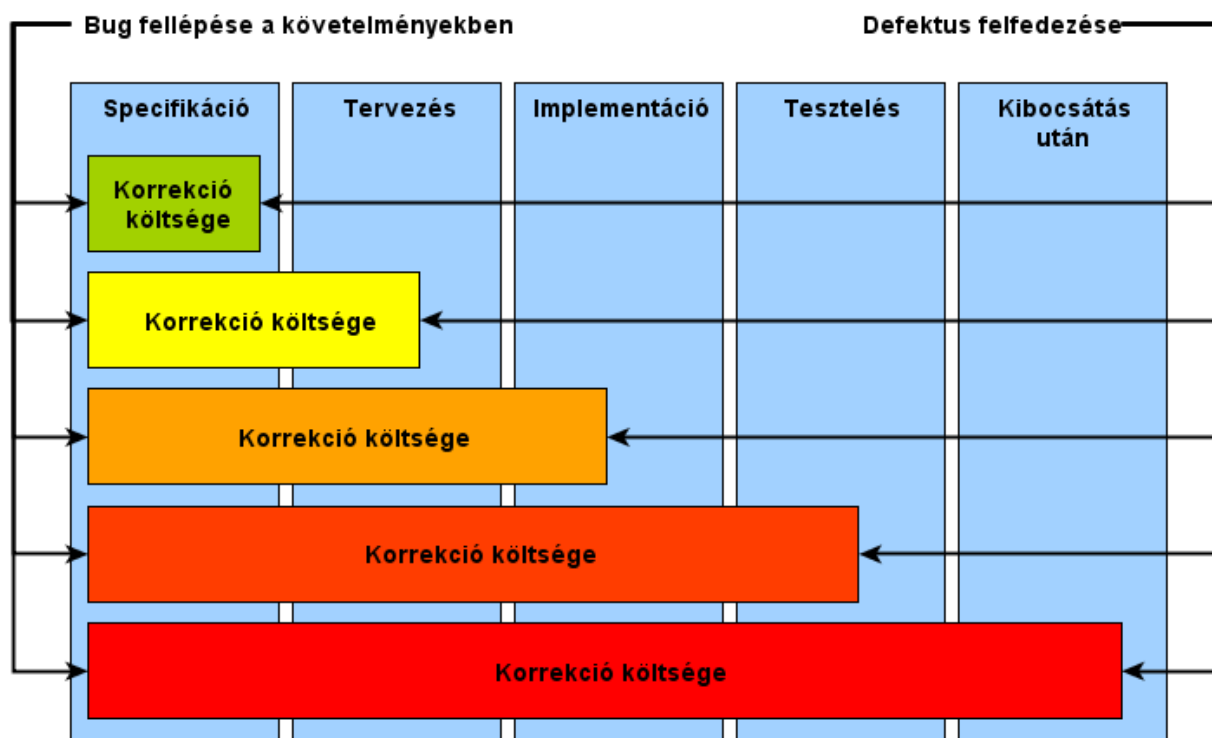 Bug fellépése a követelményekben
Defektus felfedezése
Specifikáció
Tervezés
Implementáció
Tesztelés
Kibocsátás
után
Korrekció
költsége
Korrekció költsége
Korrekció költsége
Korrekció költsége
Korrekció költsége